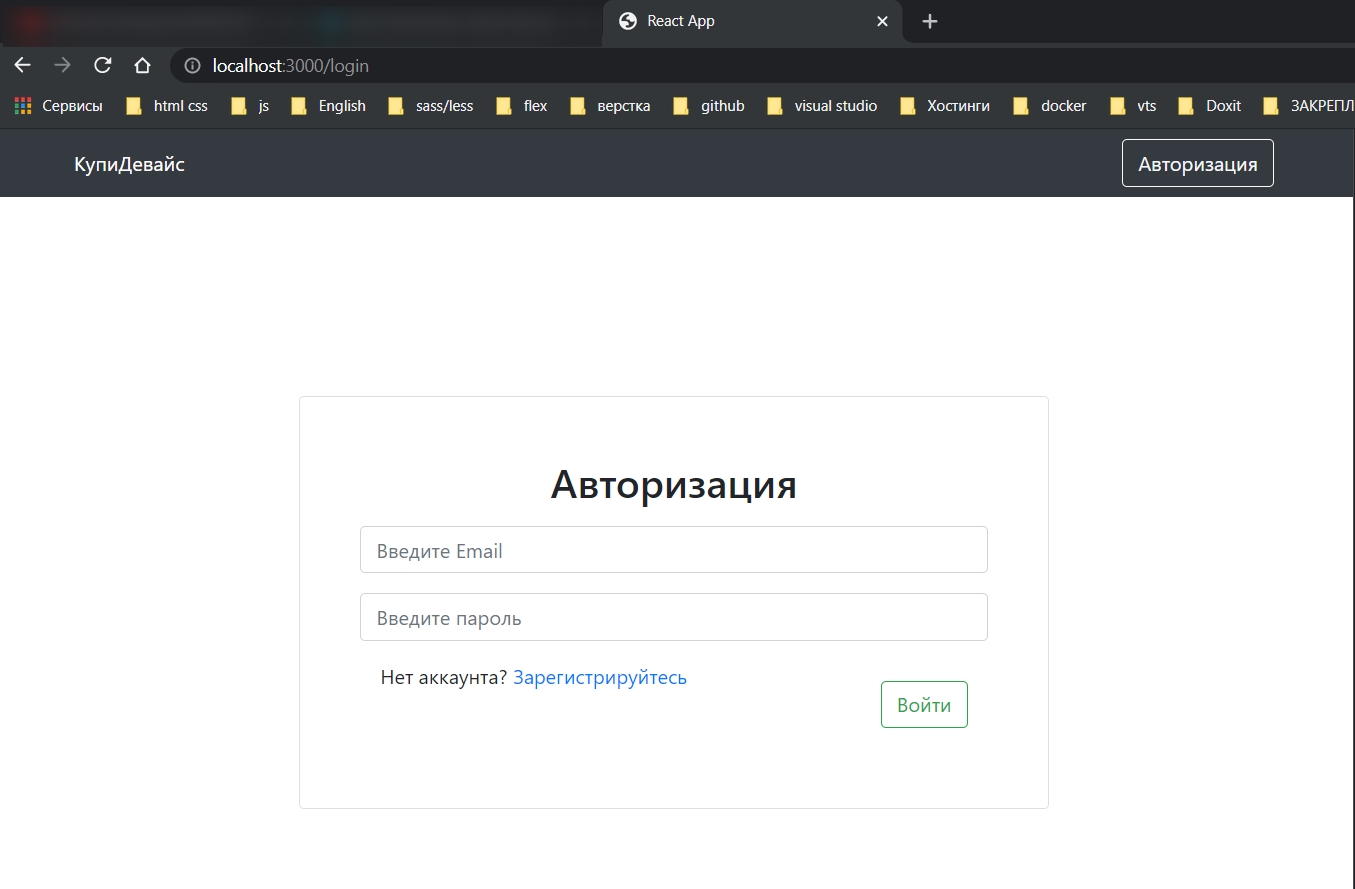 React App
localhost:3000/login
Сервисы html css js English sass/less flex верстка github visual studio Хостинги docker vts Doxit ЗАКРЕПЛ
КупиДевайс Авторизация
Авторизация
Введите Email
Введите пароль
Нет аккаунта? Зарегистрируйтесь
Войти